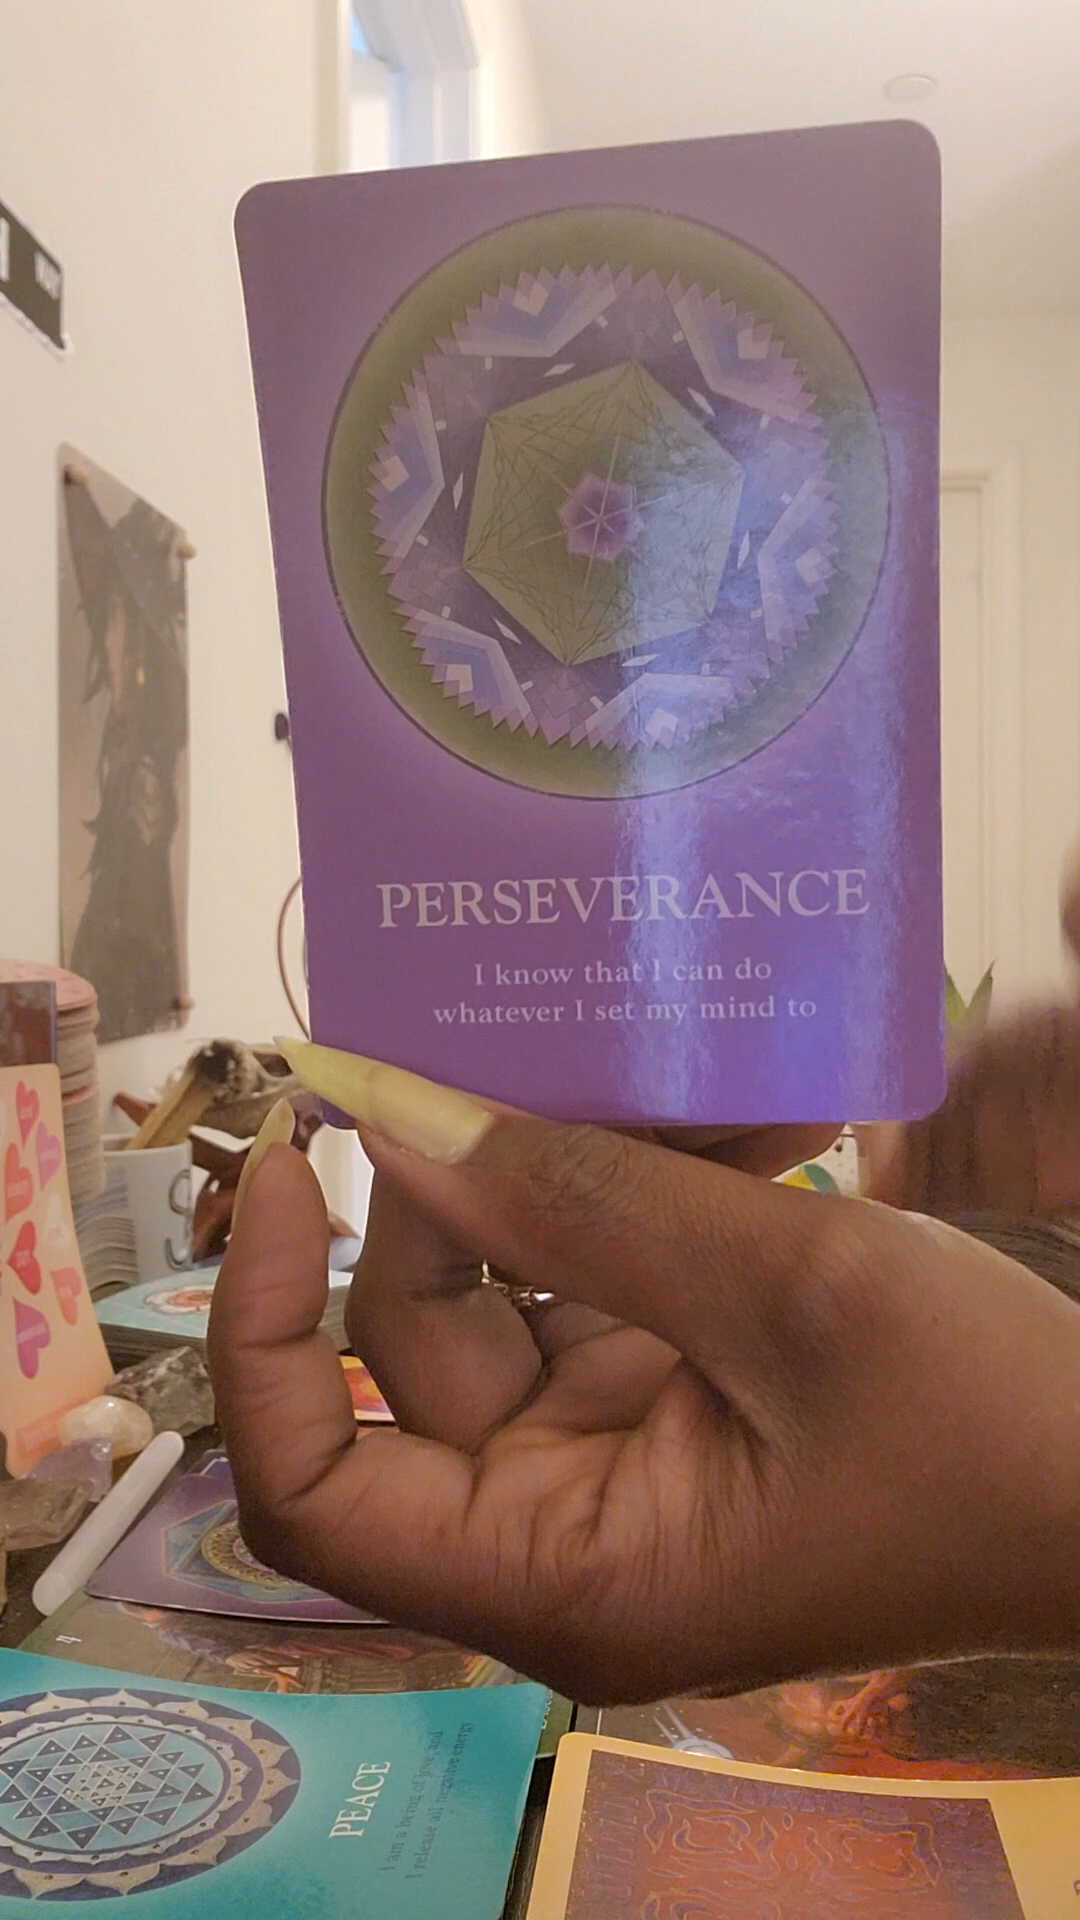 PERSEVERANCE
I know that I can do
whatever I set my mind to
PEACE
I am a being of love, and
I release all negative energy
4